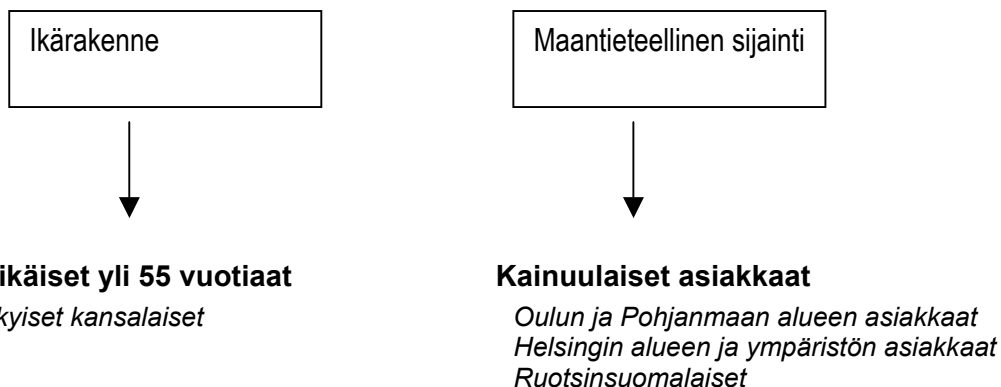 Ikärakenne
Maantieteellinen sijainti
ikäiset yli 55 vuotiaat
kyiset kansalaiset
Kainuulaiset asiakkaat
Oulun ja Pohjanmaan alueen asiakkaat
Helsingin alueen ja ympäristön asiakkaat
Ruotsinsuomalaiset